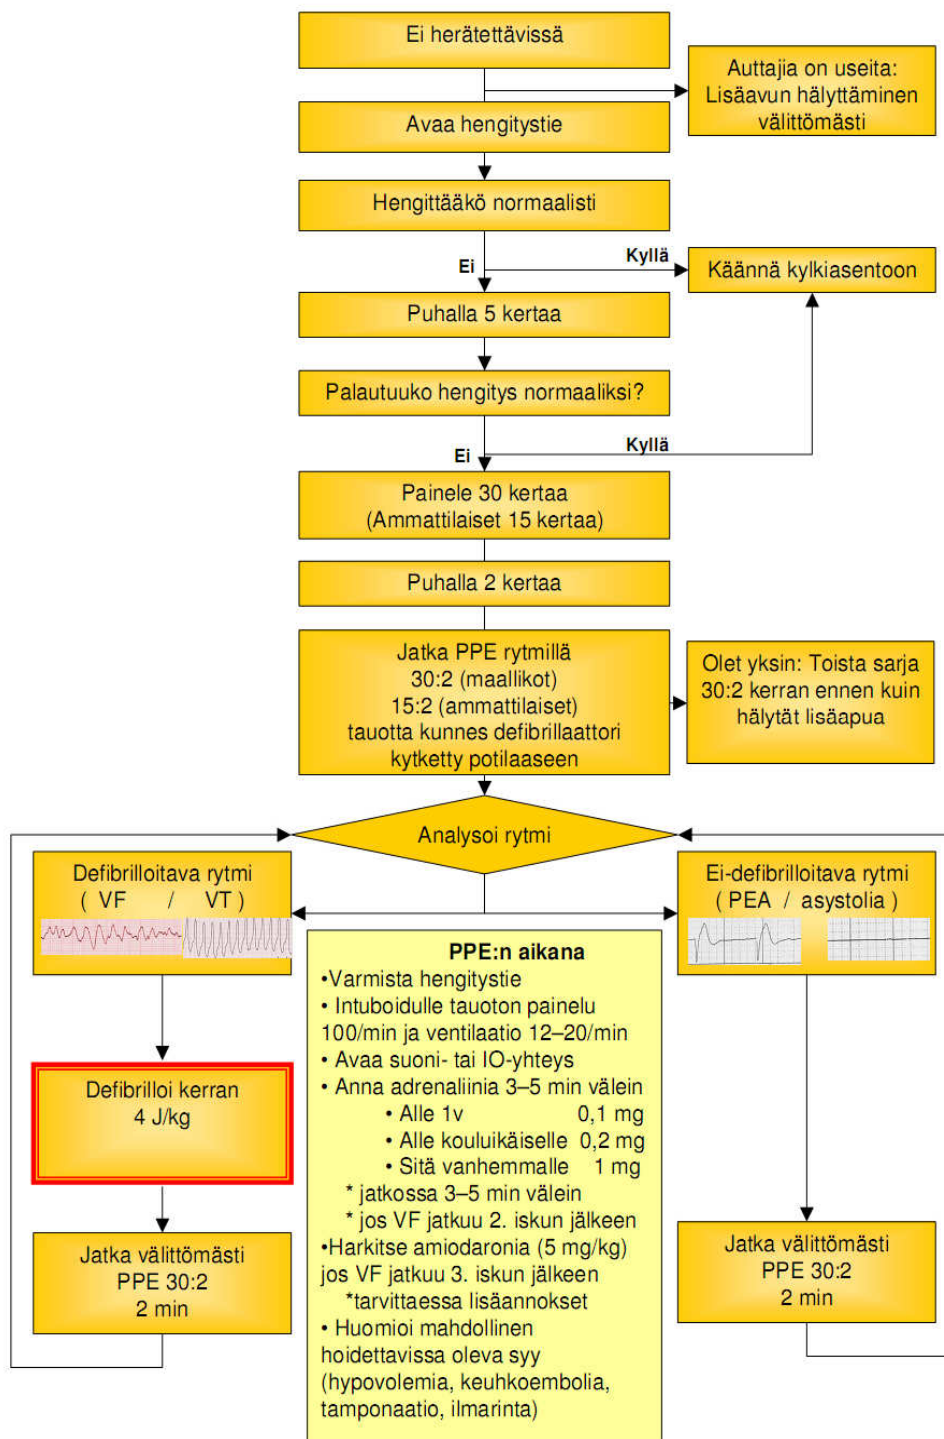 Ei herätettävissä
Auttajia on useita:
Lisäavun hälyttäminen
välittömästi
Avaa hengitystie
Hengittääkö normaalisti
Ei
Kyllä
Käännä kylkiasentoon
Puhalla 5 kertaa
Palautuuko hengitys normaaliksi?
Ei
Kyllä
Painele 30 kertaa
(Ammattilaiset 15 kertaa)
Puhalla 2 kertaa
Jatka PPE rytmillä
30:2 (maallikot)
15:2 (ammattilaiset)
tauotta kunnes defibrillaattori
kytketty potilaaseen
Olet yksin: Toista sarja
30:2 kerran ennen kuin
hälytät lisäapua
Analysoi rytmi
Defibrilloitava rytmi
( VF / VT )
Ei-defibrilloitava rytmi
( PEA / asystolia )
Defibrilloi kerran
4 J/kg
Jatka välittömästi
PPE 30:2
2 min
PPE:n aikana
•Varmista hengitystie
• Intuboidulle tauoton painelu
100/min ja ventilaatio 12–20/min
• Avaa suoni- tai IO-yhteys
• Anna adrenaliinia 3–5 min välein
• Alle 1v 0,1 mg
• Alle kouluikäiselle 0,2 mg
• Sitä vanhemmalle 1 mg
* jatkossa 3–5 min välein
* jos VF jatkuu 2. iskun jälkeen
•Harkitse amiodaronia (5 mg/kg)
jos VF jatkuu 3. iskun jälkeen
*tarvittaessa lisäannokset
• Huomioi mahdollinen
hoidettavissa oleva syy
(hypovolemia, keuhkoembolia,
tamponaatio, ilmarinta)
Jatka välittömästi
PPE 30:2
2 min